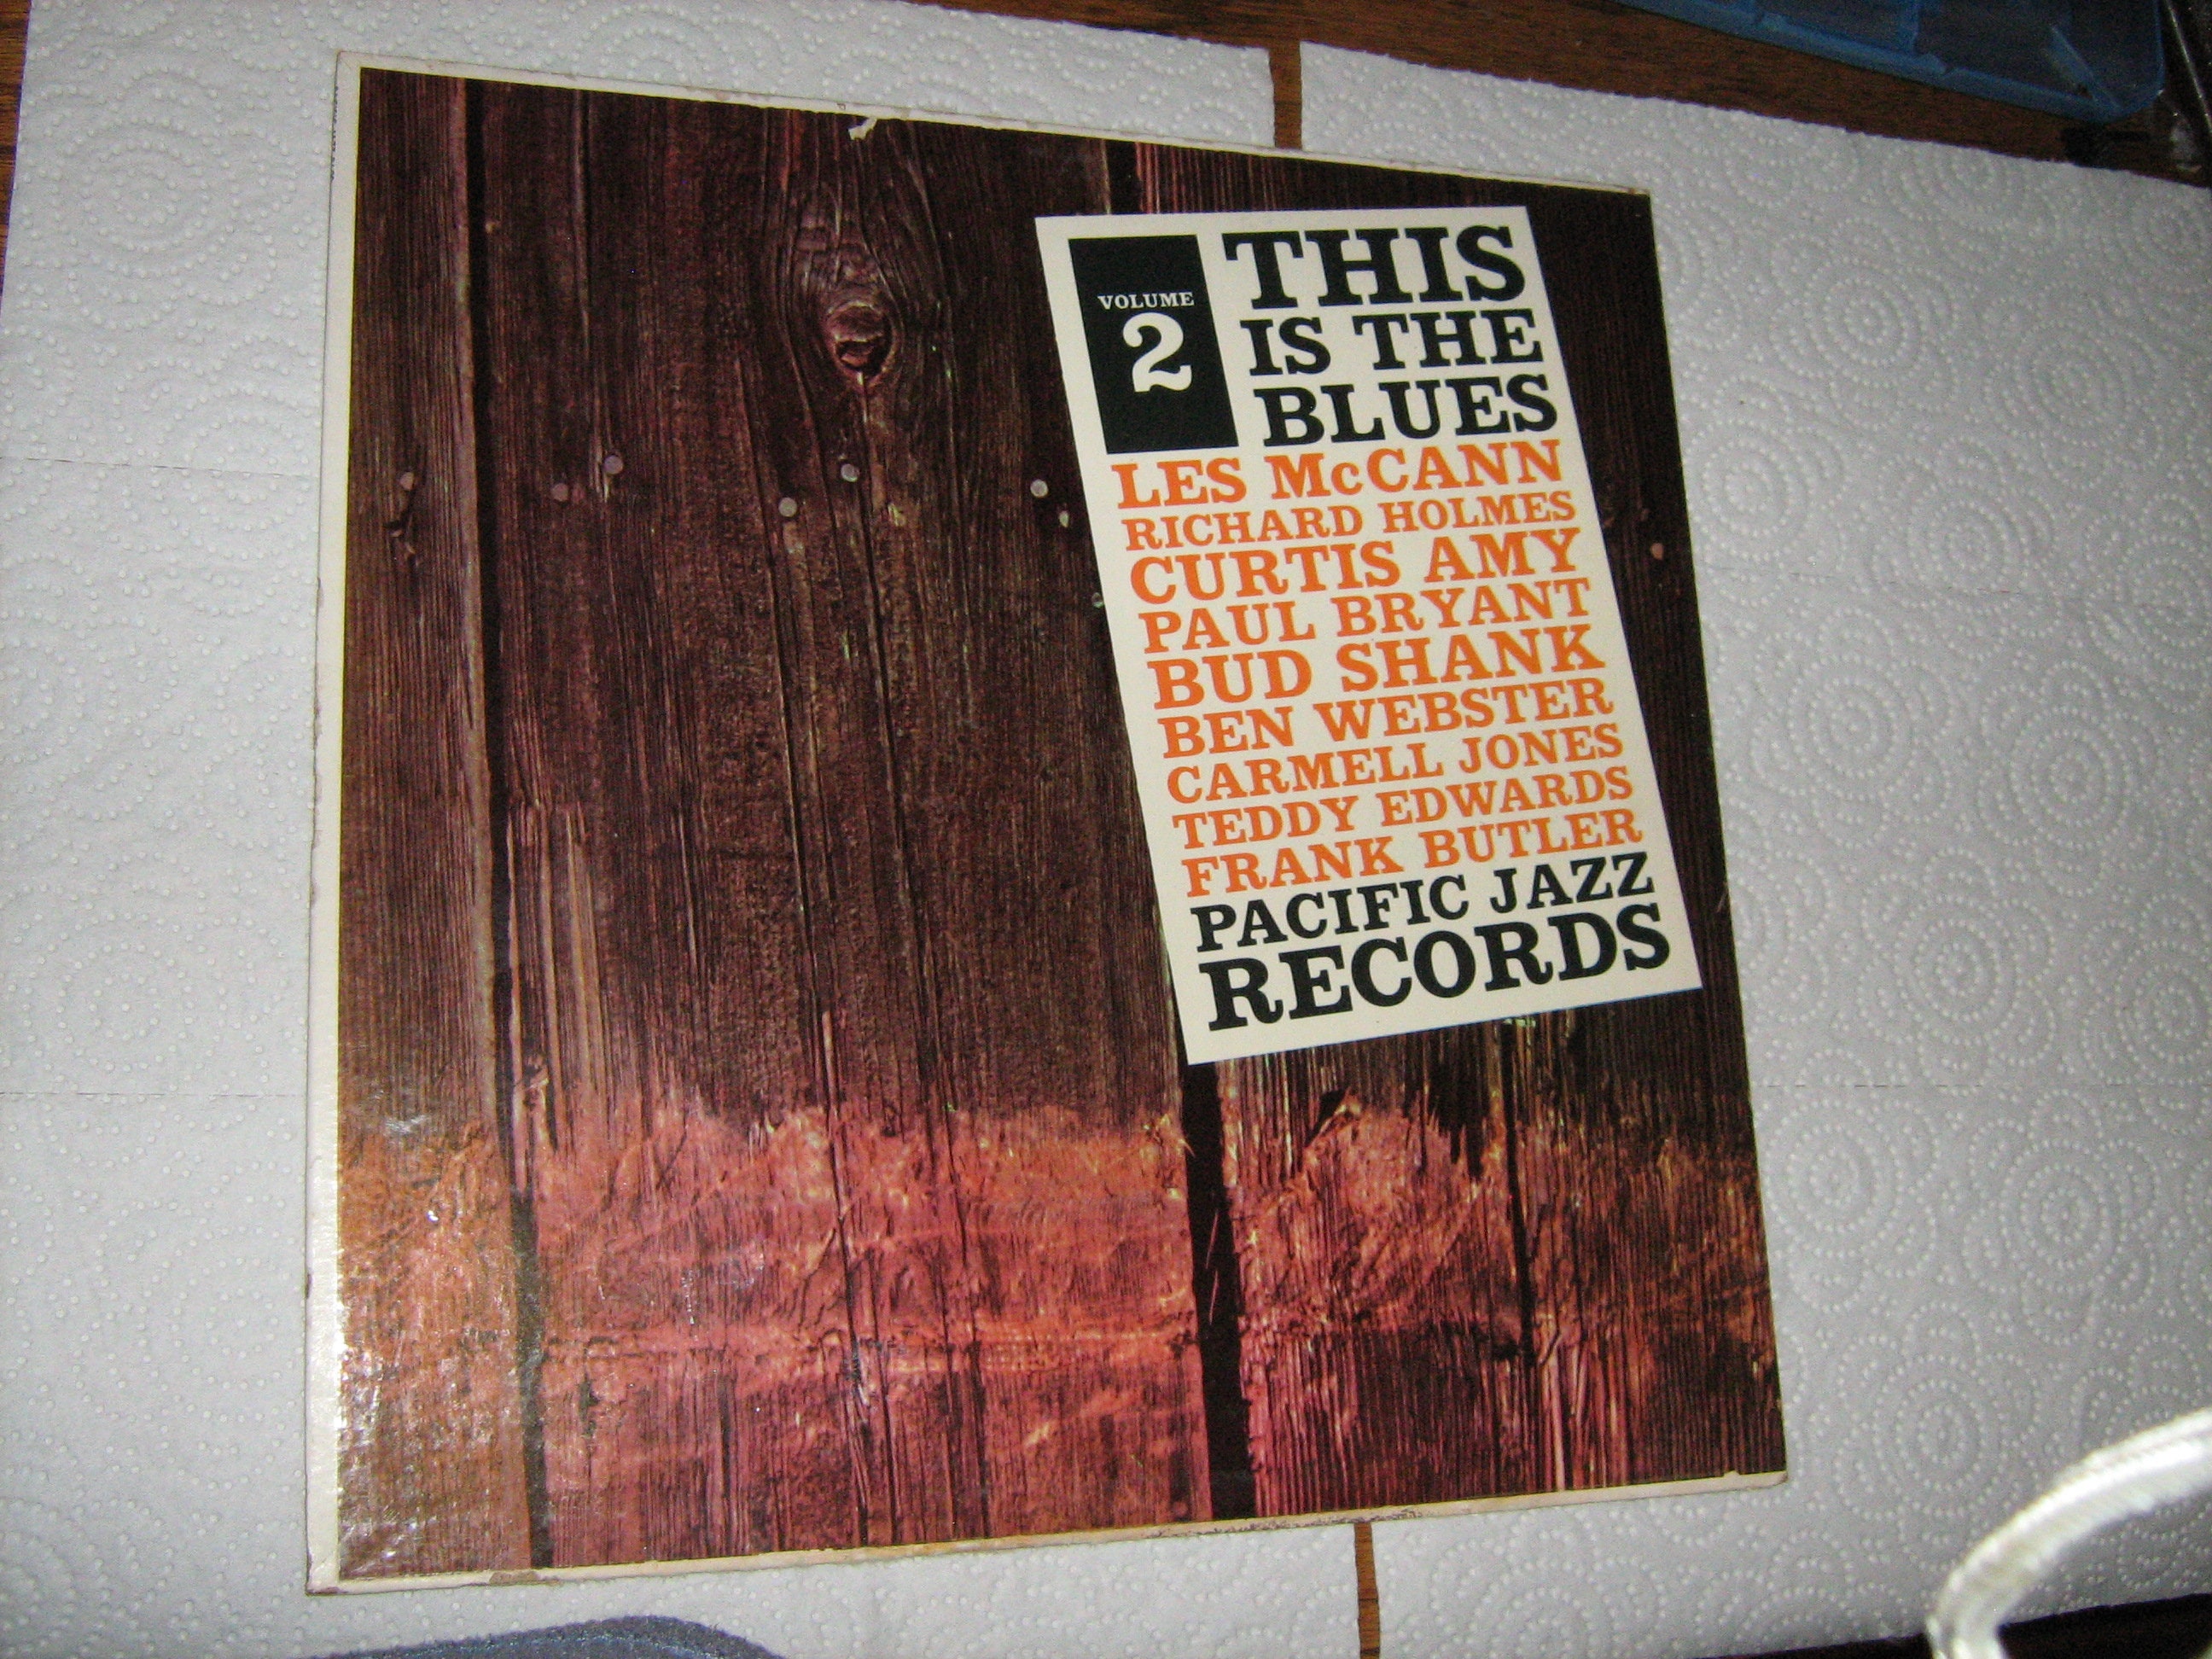 VOLUME
2
THIS
IS THE
BLUES
LES McCANN
RICHARD HOLMES
CURTIS AMY
PAUL BRYANT
BUD SHANK
BEN WEBSTER
CARMELL JONES
TEDDY EDWARDS
FRANK BUTLER
PACIFIC JAZZ
RECORDS